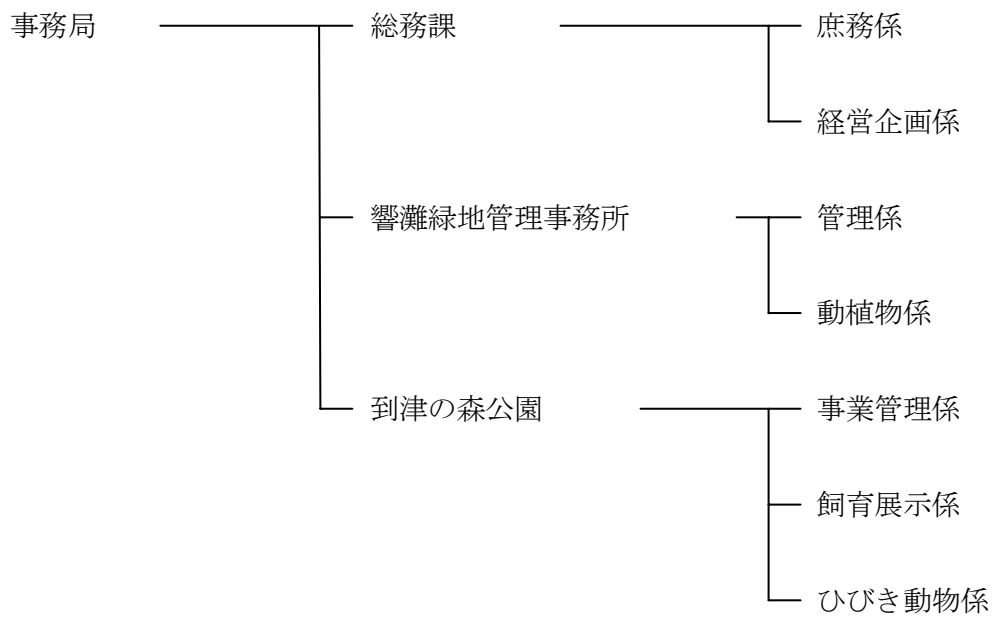 事務局 総務課 庶務係
経営企画係
響灘緑地管理事務所 管理係
動植物係
到津の森公園 事業管理係
飼育展示係
ひびき動物係